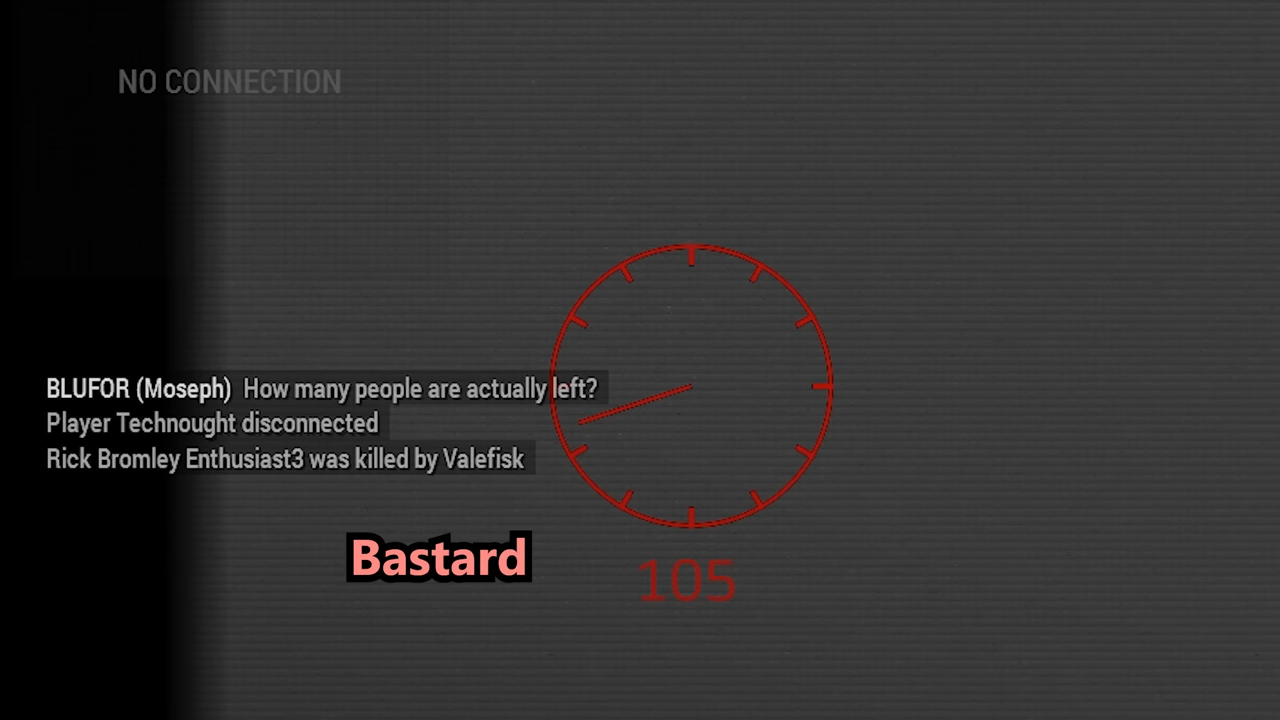 NO CONNECTION
BLUFOR (Moseph) How many people are actually left?
Player Technought disconnected
Rick Bromley Enthusiast3 was killed by Valefisk
Bastard
105